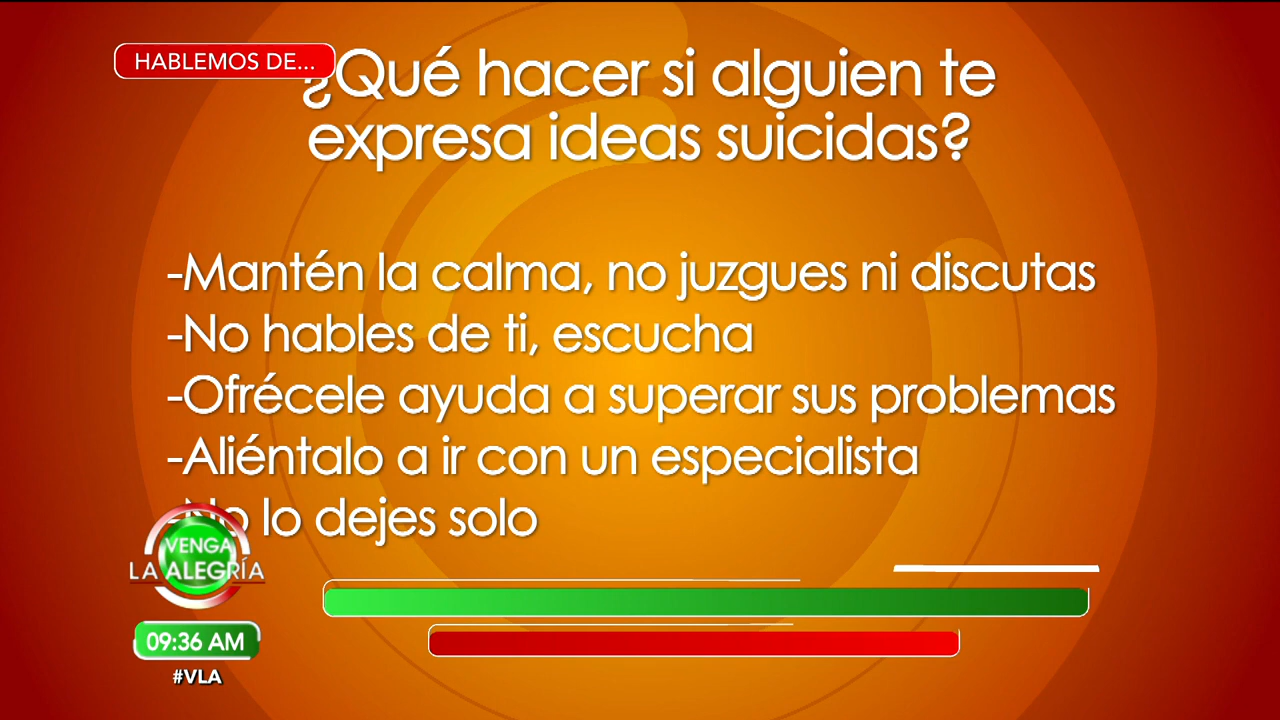 HABLEMOS DE...
¿Qué hacer si alguien te
expresa ideas suicidas?
-Mantén la calma, no juzgues ni discutas
-No hables de ti, escucha
-Ofrécele ayuda a superar sus problemas
-Aliéntalo a ir con un especialista
-No lo dejes solo
VENGA
LA ALEGRÍA
09:36 AM
#VLA